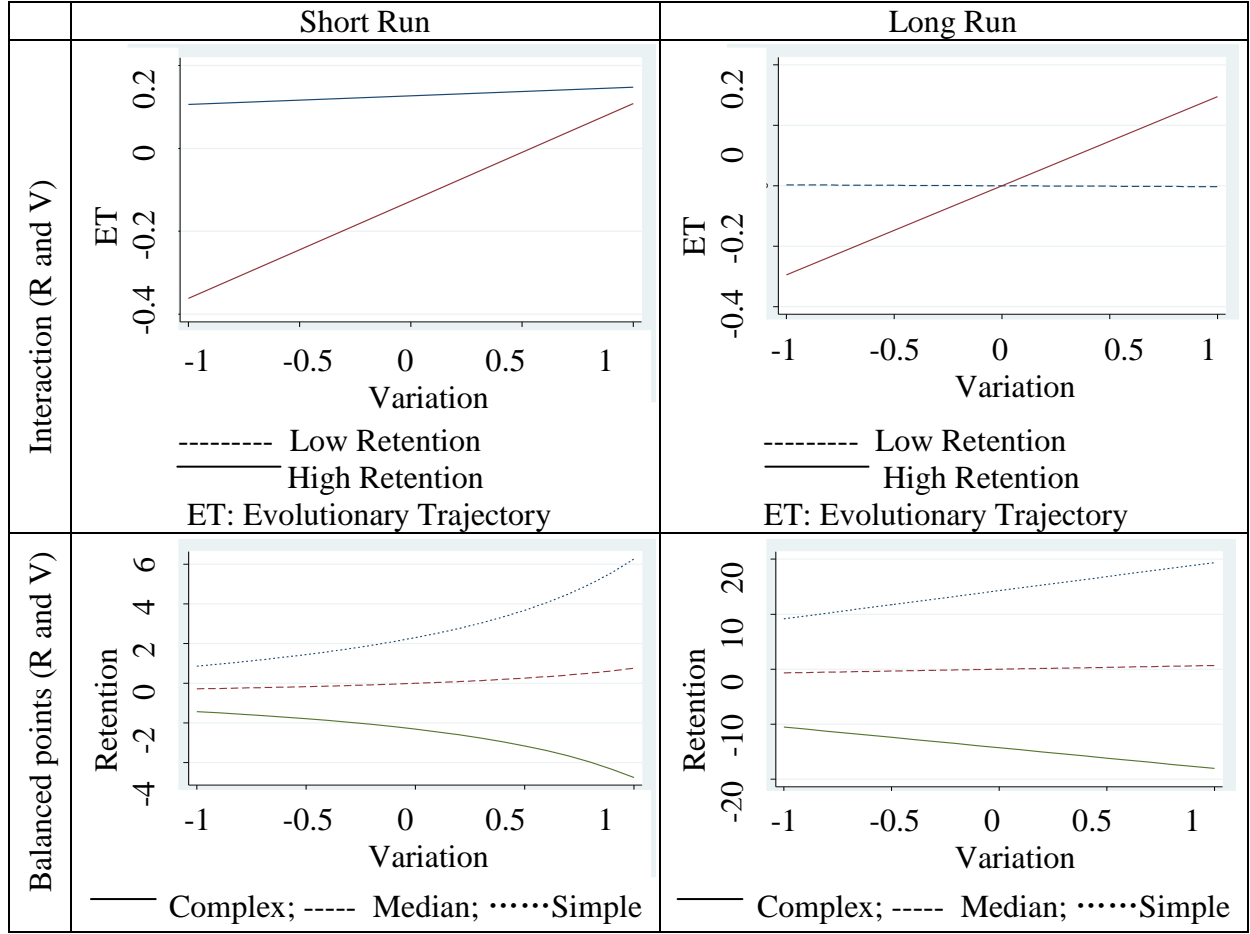 Short Run
Long Run
Interaction (R and V)
ET
0.2
0
-0.2
-0.4
-1
-0.5
0
0.5
1
Variation
--------- Low Retention
High Retention
ET: Evolutionary Trajectory
ET
0.2
0
-0.2
-0.4
-1
-0.5
0
0.5
1
Variation
--------- Low Retention
High Retention
ET: Evolutionary Trajectory
Balanced points (R and V)
Retention
6
4
2
0
-2
-4
-1
-0.5
0
0.5
1
Variation
Complex; ----- Median; ······Simple
Retention
20
10
0
-10
-20
-1
-0.5
0
0.5
1
Variation
Complex; ----- Median; ······Simple